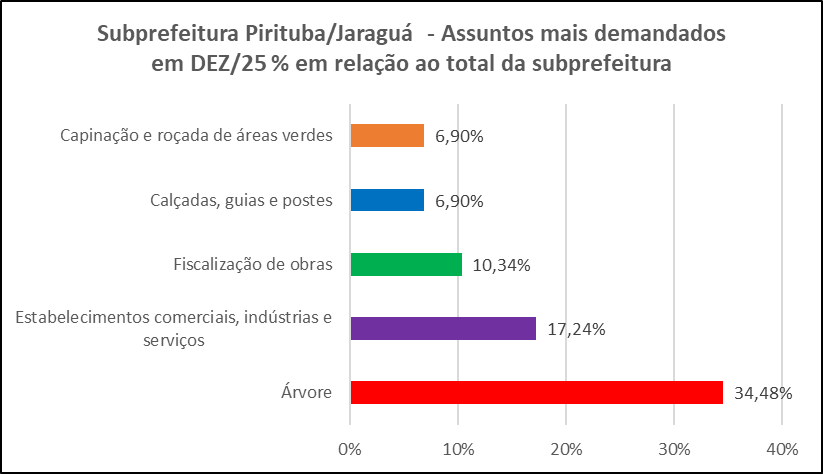 Subprefeitura Pirituba/Jaraguá - Assuntos mais demandados
em DEZ/25 % em relação ao total da subprefeitura
Capinação e roçada de áreas verdes
6,90%
Calçadas, guias e postes
6,90%
Fiscalização de obras
10,34%
Estabelecimentos comerciais, indústrias e
serviços
17,24%
Árvore
34,48%
0%
10%
20%
30%
40%